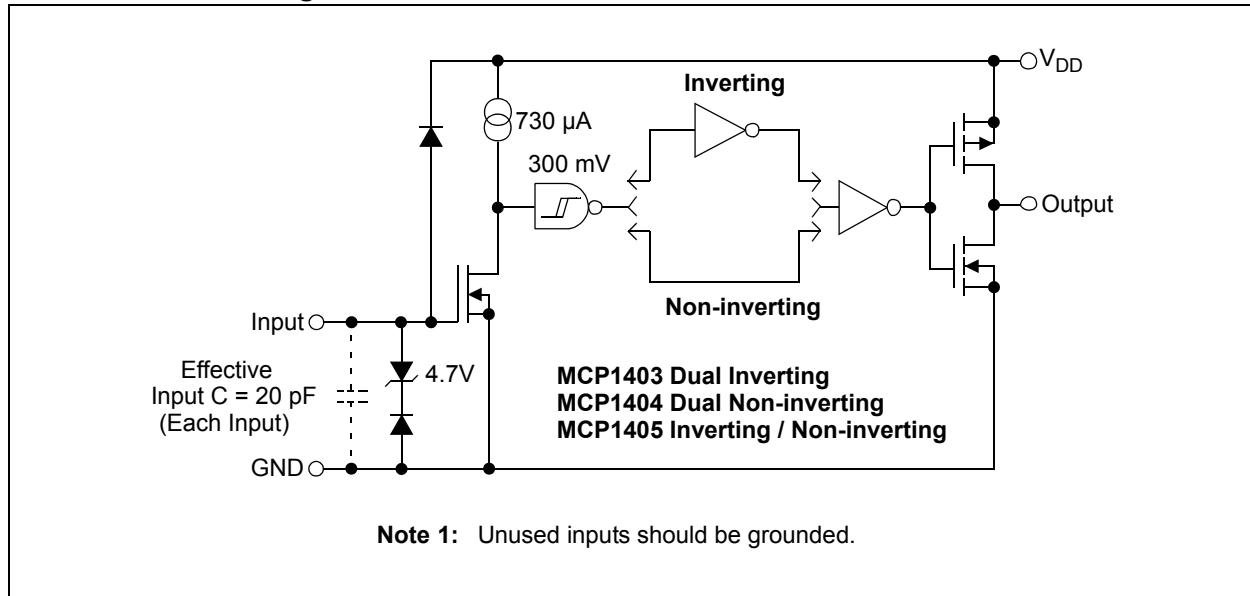 V_DD
Inverting
730 µA
300 mV
Output
Non-inverting
Input
Effective
Input C = 20 pF
(Each Input)
4.7V
MCP1403 Dual Inverting
MCP1404 Dual Non-inverting
MCP1405 Inverting / Non-inverting
GND
Note 1: Unused inputs should be grounded.